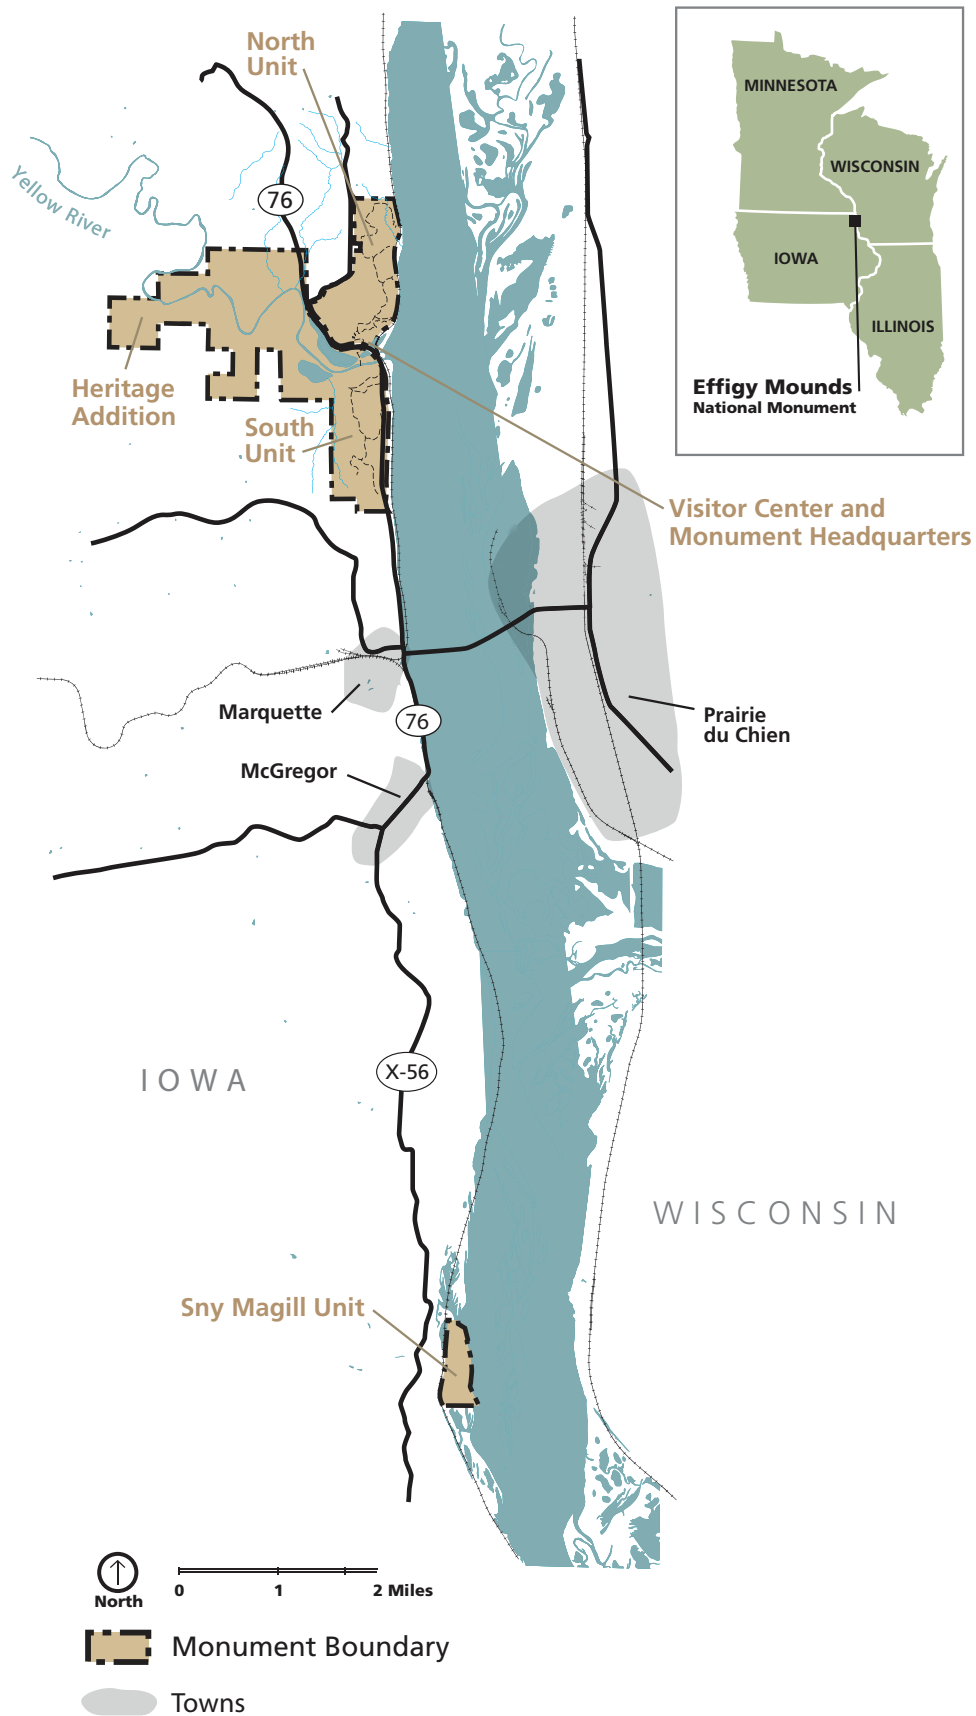 North
Unit
76
Yellow River
Heritage
Addition
South
Unit
MINNESOTA
WISCONSIN
IOWA
ILLINOIS
Effigy Mounds
National Monument
Visitor Center and
Monument Headquarters
Marquette
76
Prairie
du Chien
McGregor
X-56
IOWA
WISCONSIN
Sny Magill Unit
North
0 1 2 Miles
Monument Boundary
Towns